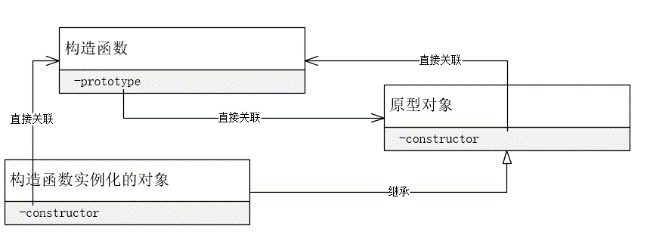 构造函数
直接关联
-prototype
原型对象
直接关联
直接关联
-constructor
构造函数实例化的对象
继承
-constructor